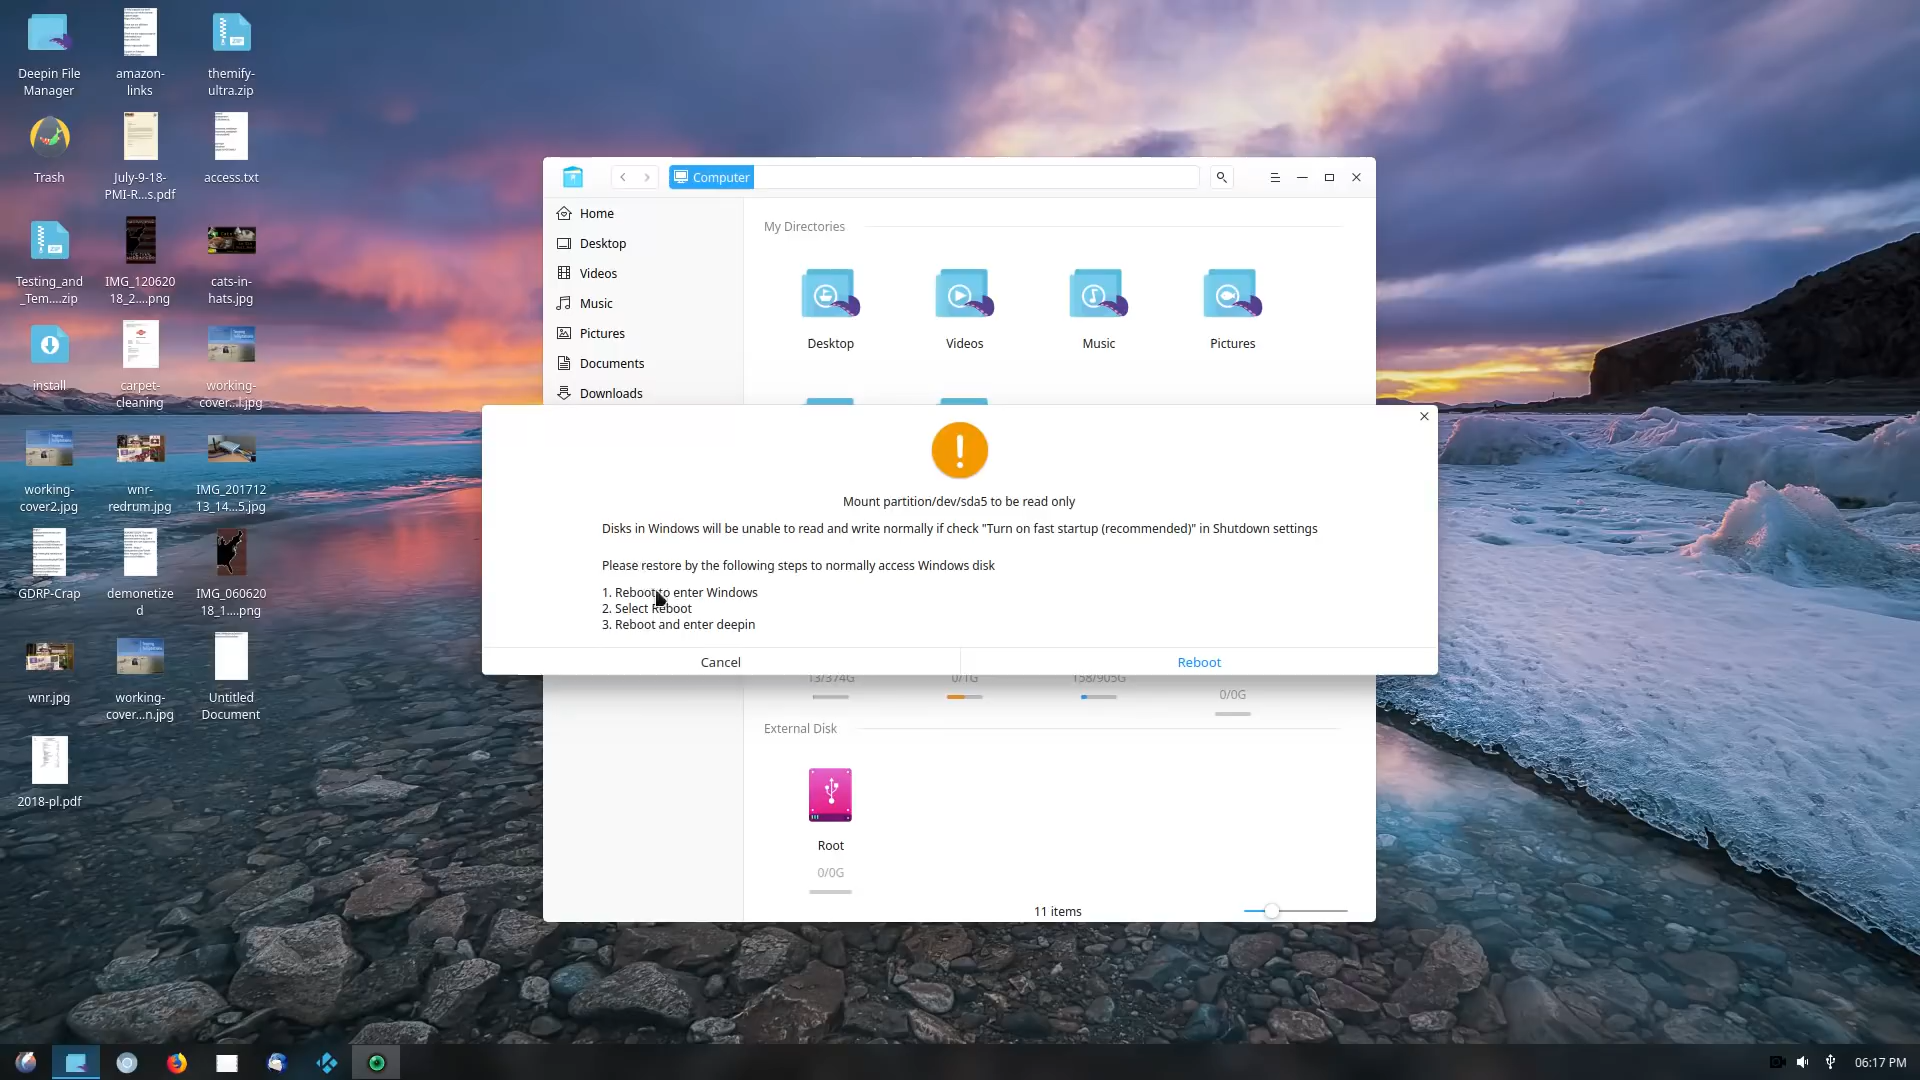 Deepin File
Manager
amazon-
links
themify-
ultra.zip
Trash
July-9-18-
PMI-R...s.pdf
access.txt
Testing_and
_Tem....zip
IMG_120620
18_2....png
cats-in-
hats.jpg
install
carpet-
cleaning
working-
cover...l.jpg
working-
cover2.jpg
wnr-
redrum.jpg
IMG_201712
13_14...5.jpg
GDRP-Crap
demonetize
d
IMG_060620
18_1....png
wnr.jpg
working-
cover...n.jpg
Untitled
Document
2018-pl.pdf
Computer
Home
Desktop
Videos
Music
Pictures
Documents
Downloads
My Directories
Desktop
Videos
Music
Pictures
Mount partition/dev/sda5 to be read only
Disks in Windows will be unable to read and write normally if check "Turn on fast startup (recommended)" in Shutdown settings
Please restore by the following steps to normally access Windows disk
1. Reboot to enter Windows
2. Select Reboot
3. Reboot and enter deepin
Cancel
Reboot
13/374G
0/1G
158/905G
0/0G
External Disk
Root
0/0G
11 items
06:17 PM